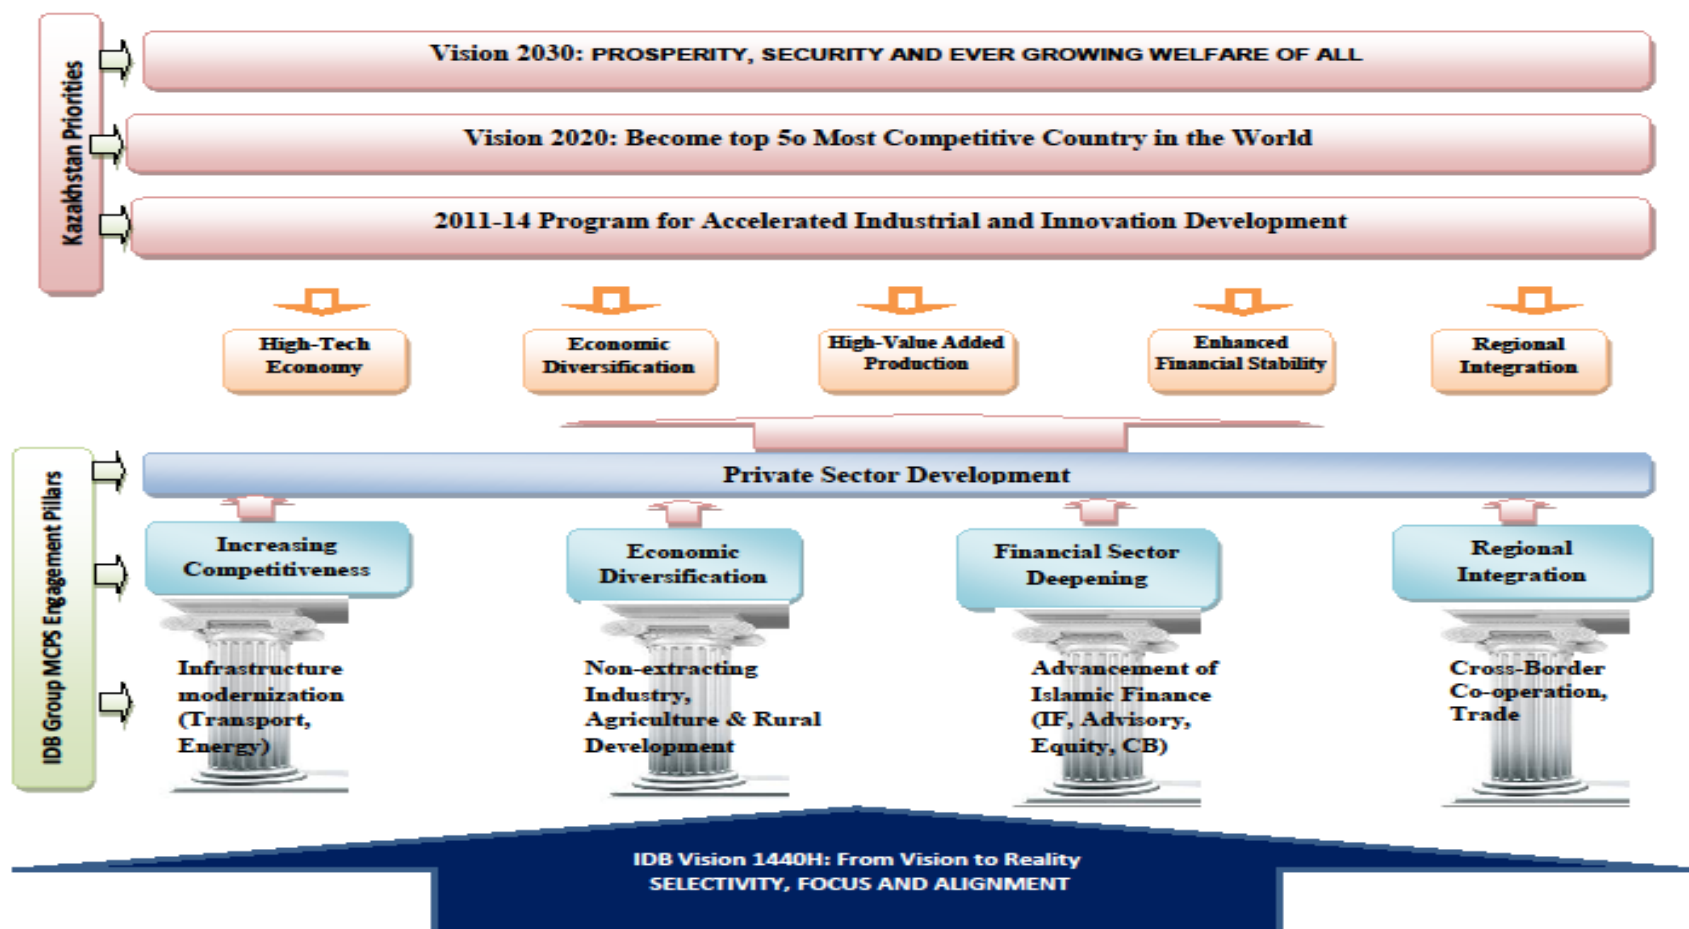 Kazakhstan Priorities
Vision 2030: PROSPERITY, SECURITY AND EVER GROWING WELFARE OF ALL
Vision 2020: Become top 5o Most Competitive Country in the World
2011-14 Program for Accelerated Industrial and Innovation Development
High-Tech
Economy
Economic
Diversification
High-Value Added
Production
Enhanced
Financial Stability
Regional
Integration
IDB Group MCPS Engagement Pillars
Private Sector Development
Increasing
Competitiveness
Economic
Diversification
Financial Sector
Deepening
Regional
Integration
Infrastructure
modernization
(Transport,
Energy)
Non-extracting
Industry,
Agriculture & Rural
Development
Advancement of
Islamic Finance
(IF, Advisory,
Equity, CB)
Cross-Border
Co-operation,
Trade
IDB Vision 1440H: From Vision to Reality
SELECTIVITY, FOCUS AND ALIGNMENT